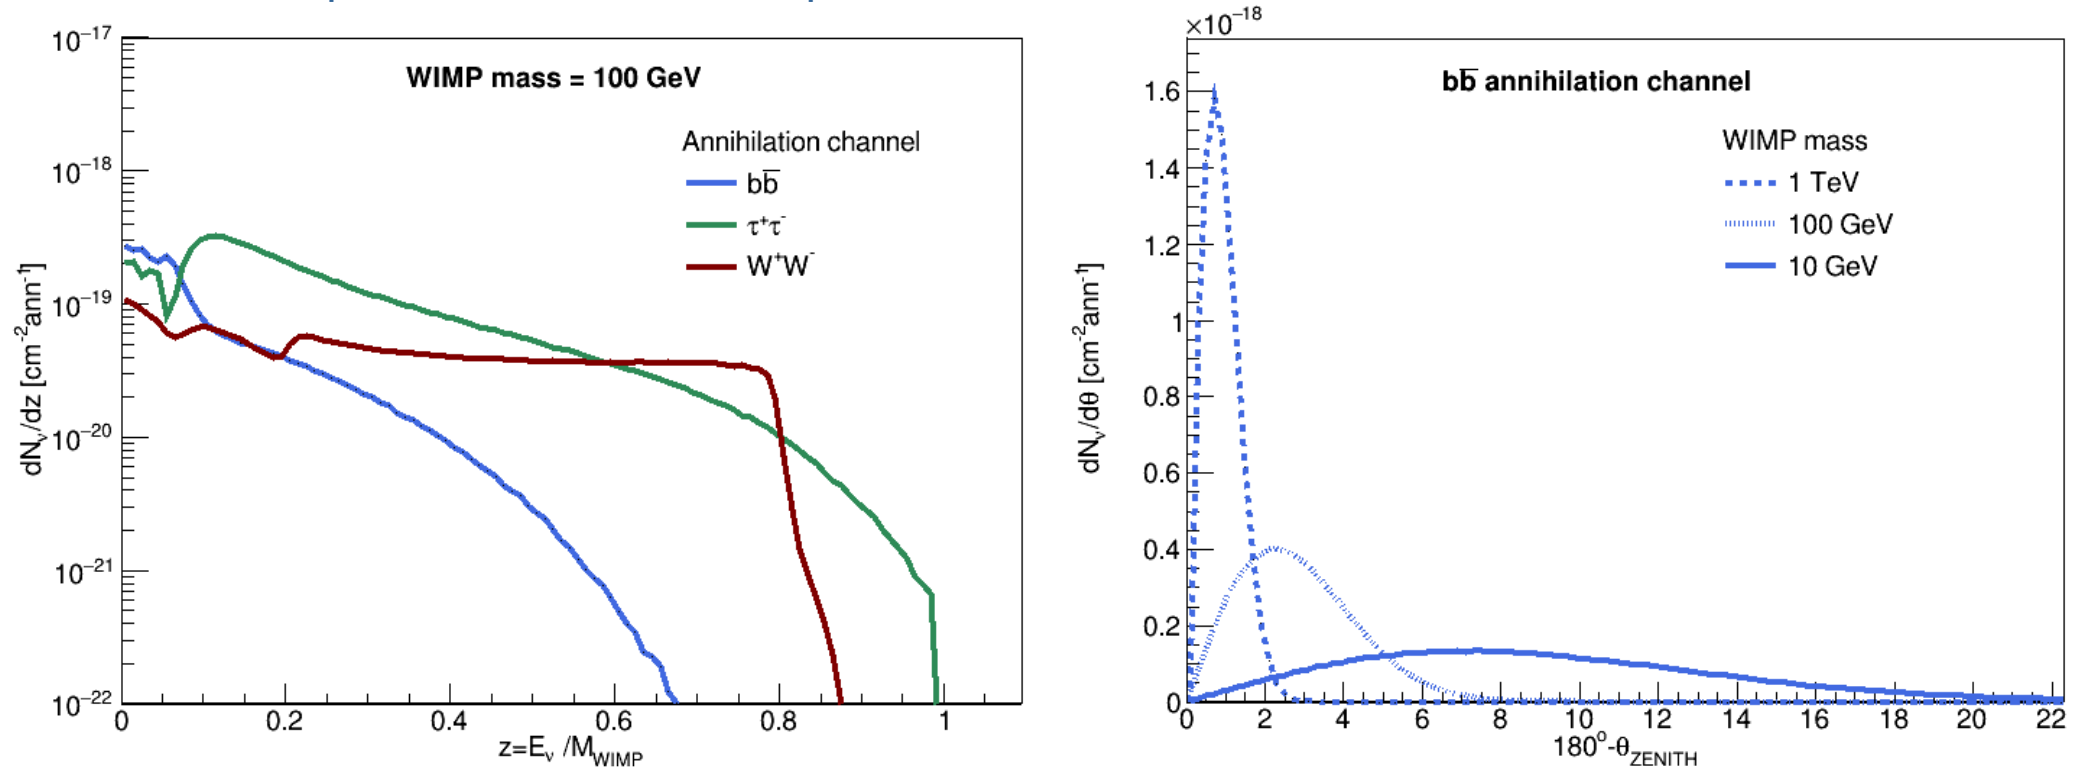 10⁻¹⁷
10⁻¹⁸
10⁻¹⁹
10⁻²⁰
10⁻²¹
10⁻²²
dNν/dz [cm⁻²ann⁻¹]
WIMP mass = 100 GeV
Annihilation channel
bb̅
τ⁺τ⁻
W⁺W⁻
0 0.2 0.4 0.6 0.8 1
z=Eν /M_WIMP
×10⁻¹⁸
1.6
1.4
1.2
1
0.8
0.6
0.4
0.2
0
dNν/dθ [cm⁻²ann⁻¹]
bb̅ annihilation channel
WIMP mass
1 TeV
100 GeV
10 GeV
0 2 4 6 8 10 12 14 16 18 20 22
180°-θ_ZENITH